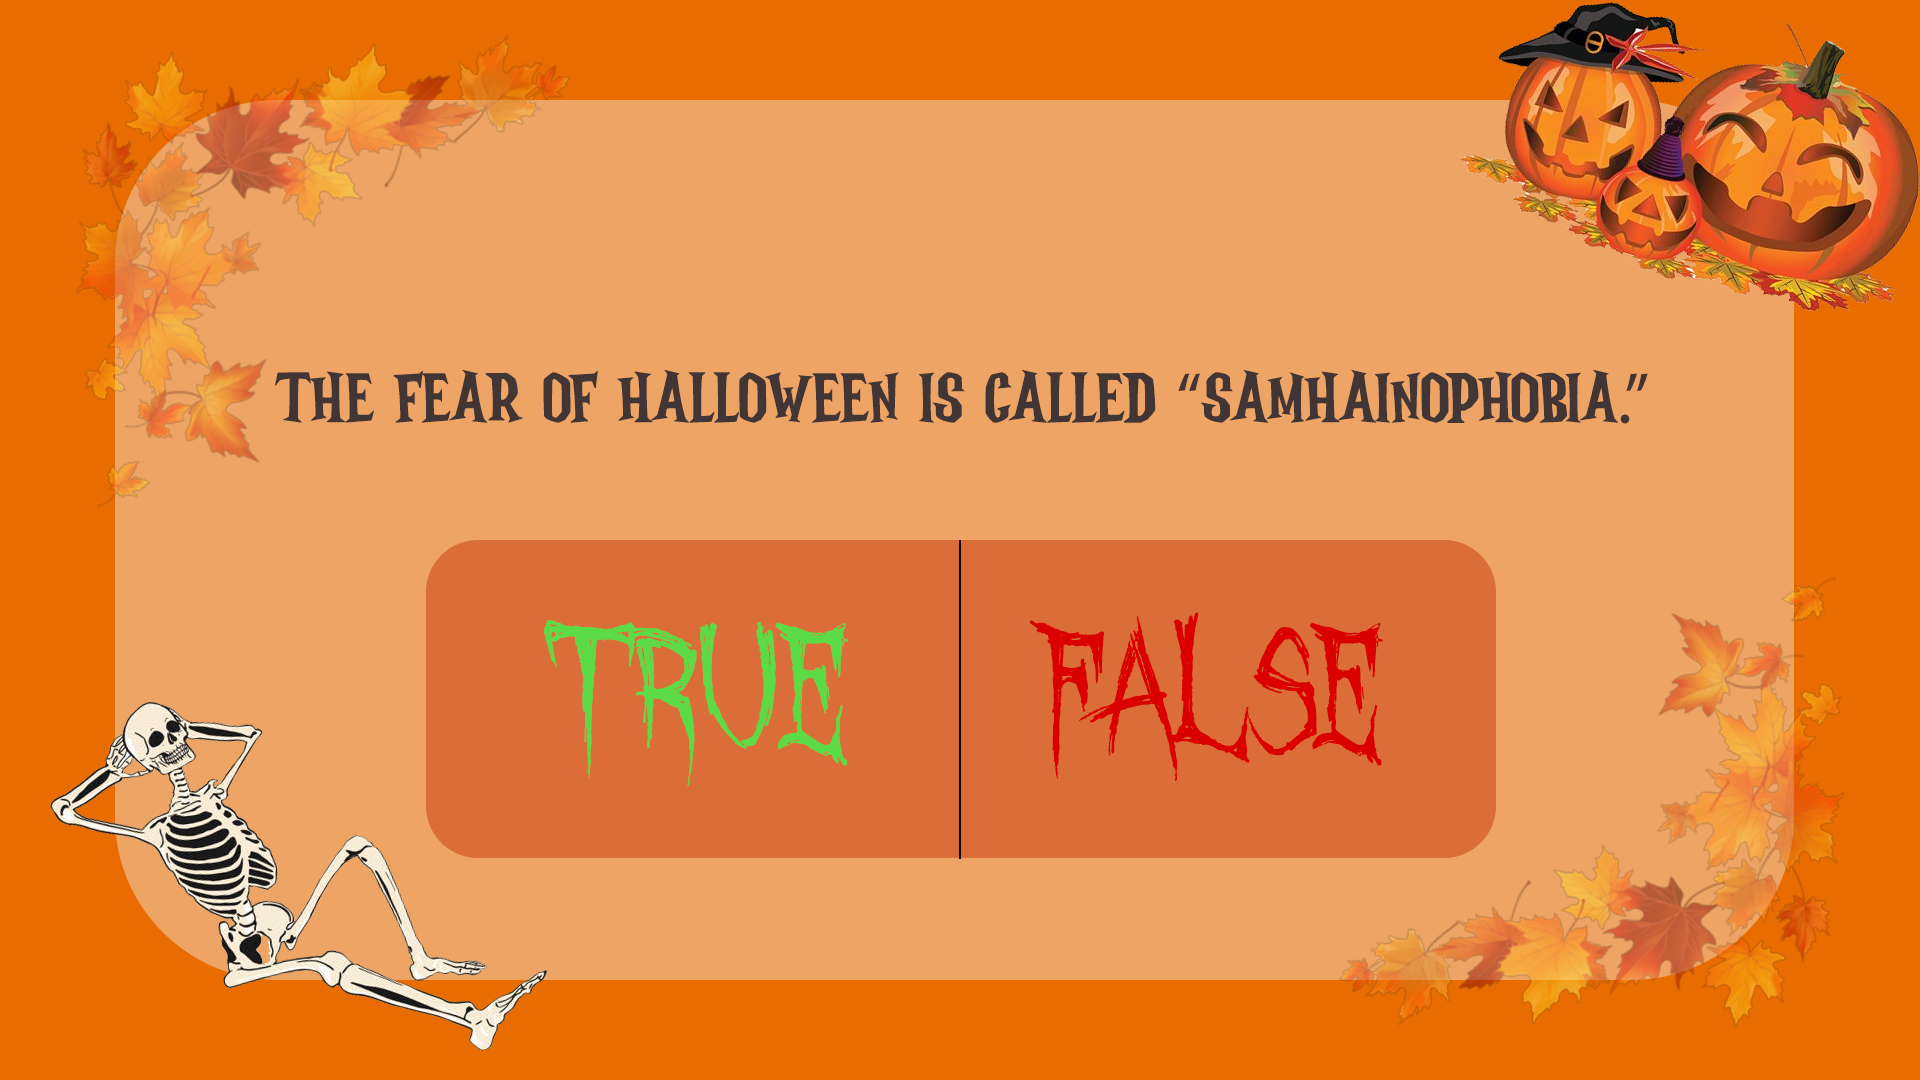 THE FEAR OF HALLOWEEN IS CALLED “SAMHAINOPHOBIA.”
TRUE
FALSE